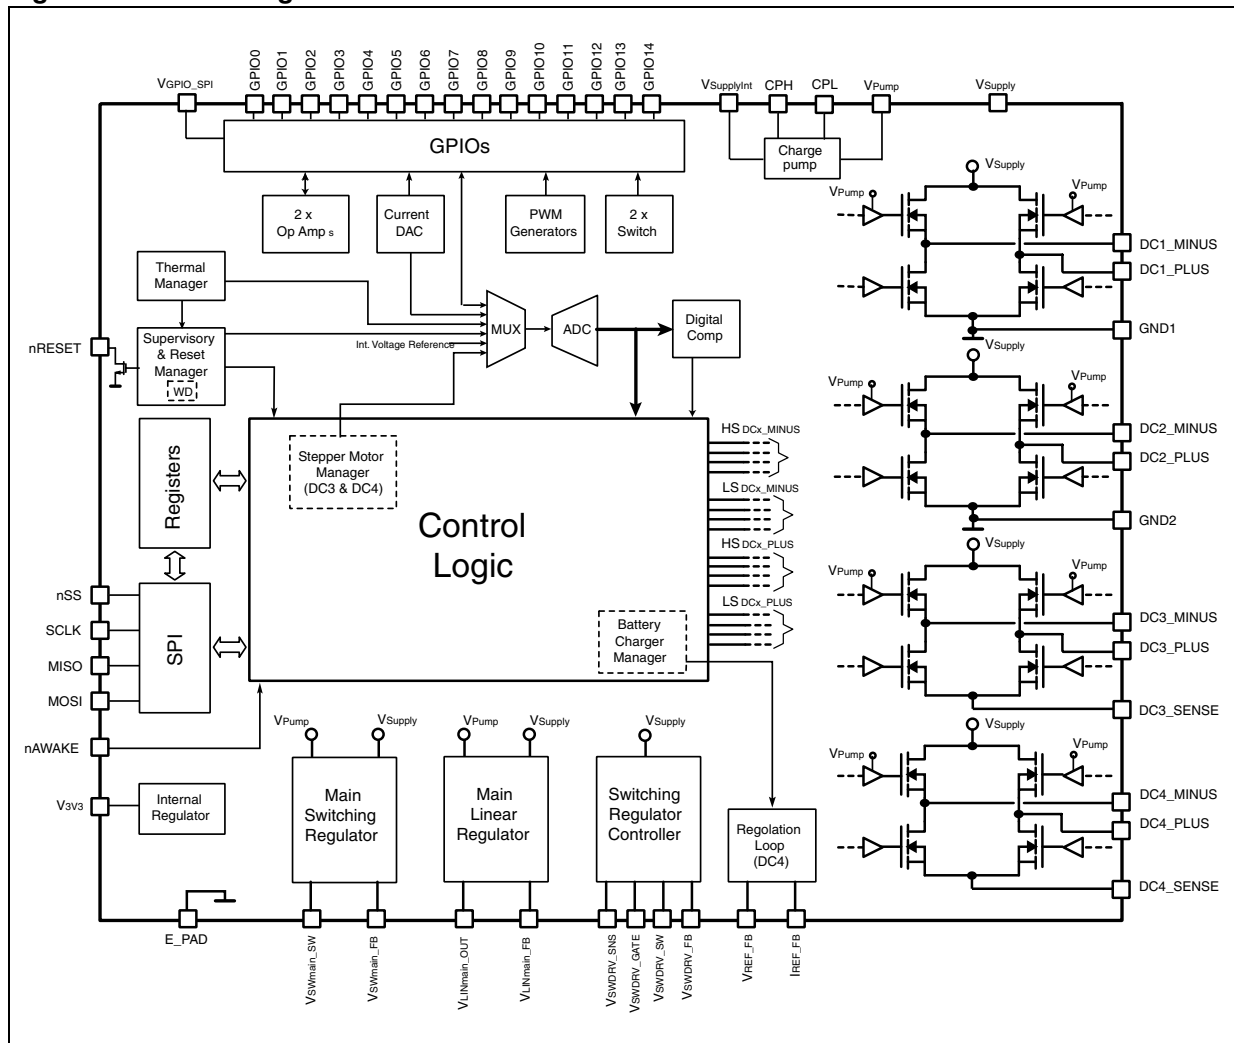 GPIO0
GPIO1
GPIO2
GPIO3
GPIO4
GPIO5
GPIO6
GPIO7
GPIO8
GPIO9
GPIO10
GPIO11
GPIO12
GPIO13
GPIO14
VGPIO_SPI
VSupplyInt
CPH
CPL
VPump
VSupply
GPIOs
Charge
pump
2 x
Op Amp s
Current
DAC
PWM
Generators
2 x
Switch
Thermal
Manager
nRESET
Supervisory
& Reset
Manager
WD
Int. Voltage Reference
MUX
ADC
Digital
Comp
Registers
Stepper Motor
Manager
(DC3 & DC4)
Control
Logic
HS DCx_MINUS
LS DCx_MINUS
HS DCx_PLUS
LS DCx_PLUS
Battery
Charger
Manager
nSS
SCLK
MISO
MOSI
SPI
nAWAKE
V3V3
Internal
Regulator
E_PAD
VPump
VSupply
Main
Switching
Regulator
VPump
VSupply
Main
Linear
Regulator
VSupply
Switching
Regulator
Controller
Regolation
Loop
(DC4)
VSWmain_SW
VSWmain_FB
VLINmain_OUT
VLINmain_FB
VSWDRV_SNS
VSWDRV_GATE
VSWDRV_SW
VSWDRV_FB
VREF_FB
IREF_FB
VSupply
VPump
VPump
DC1_MINUS
DC1_PLUS
GND1
VSupply
VPump
VPump
DC2_MINUS
DC2_PLUS
GND2
VSupply
VPump
VPump
DC3_MINUS
DC3_PLUS
DC3_SENSE
VSupply
VPump
VPump
DC4_MINUS
DC4_PLUS
DC4_SENSE